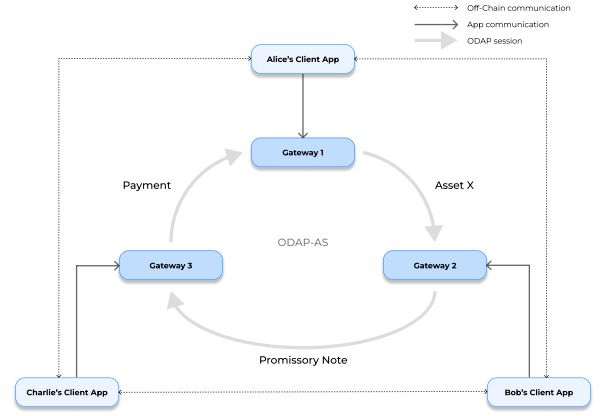 Off-Chain communication
App communication
ODAP session
Alice's Client App
Gateway 1
Payment
Asset X
ODAP-AS
Gateway 3
Gateway 2
Promissory Note
Charlie's Client App
Bob's Client App